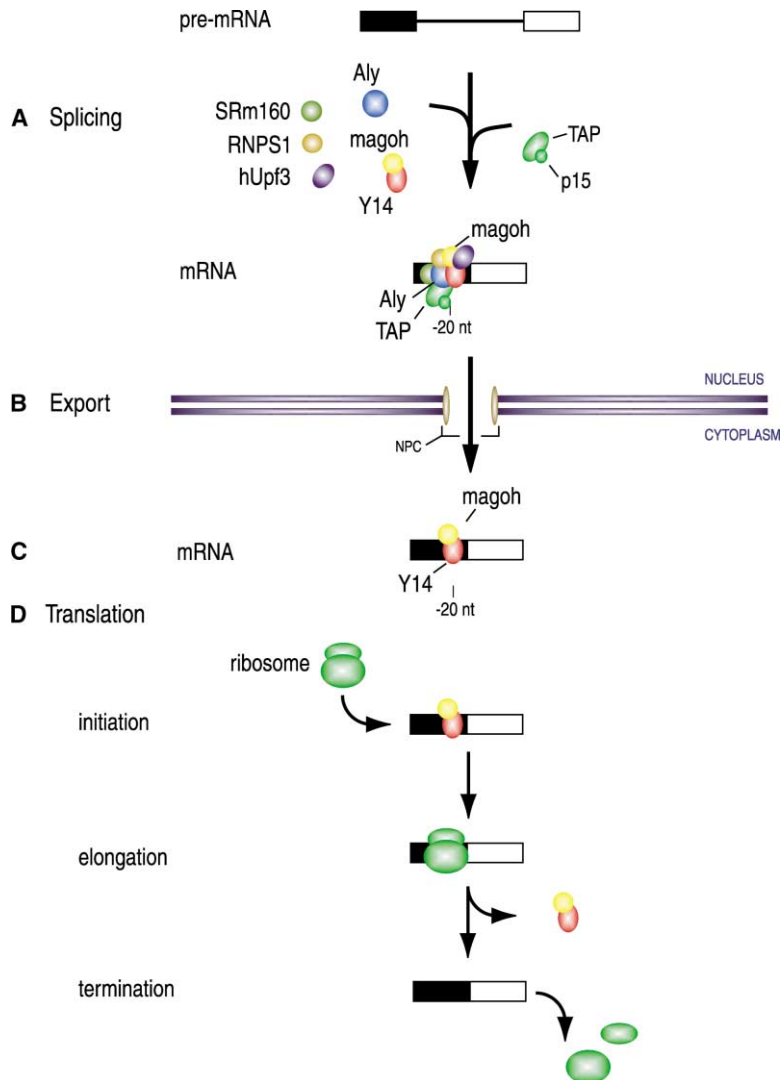 pre-mRNA
A Splicing
Aly
SRm160
RNPS1
magoh
hUpf3
Y14
TAP
p15
magoh
mRNA
Aly
TAP
-20 nt
NUCLEUS
B Export
NPC
CYTOPLASM
magoh
C mRNA
Y14
-20 nt
D Translation
ribosome
initiation
elongation
termination